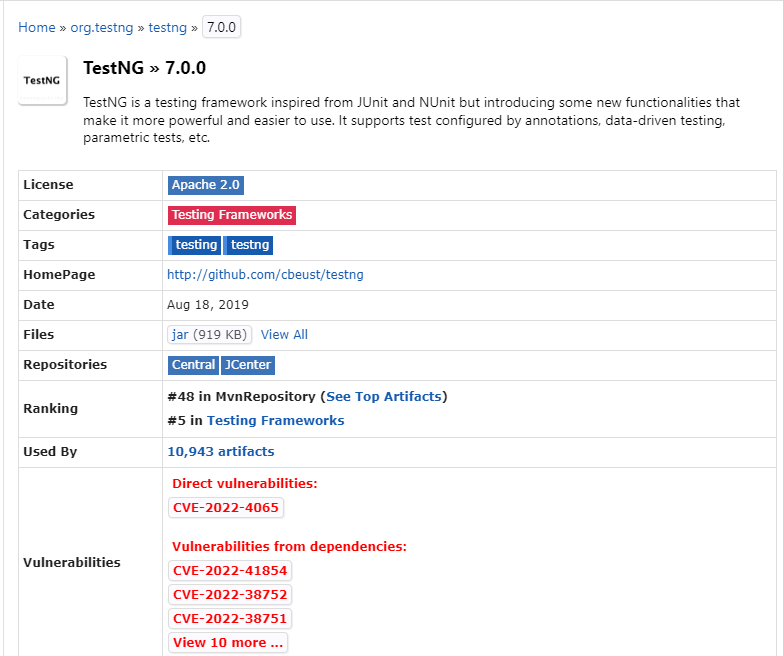 Home » org.testng » testng » 7.0.0
TestNG
TestNG » 7.0.0
TestNG is a testing framework inspired from JUnit and NUnit but introducing some new functionalities that
make it more powerful and easier to use. It supports test configured by annotations, data-driven testing,
parametric tests, etc.
License Apache 2.0
Categories Testing Frameworks
Tags testing testng
HomePage http://github.com/cbeust/testng
Date Aug 18, 2019
Files jar (919 KB) View All
Repositories Central JCenter
Ranking
#48 in MvnRepository (See Top Artifacts)
#5 in Testing Frameworks
Used By 10,943 artifacts
Vulnerabilities
Direct vulnerabilities:
CVE-2022-4065
Vulnerabilities from dependencies:
CVE-2022-41854
CVE-2022-38752
CVE-2022-38751
View 10 more ...